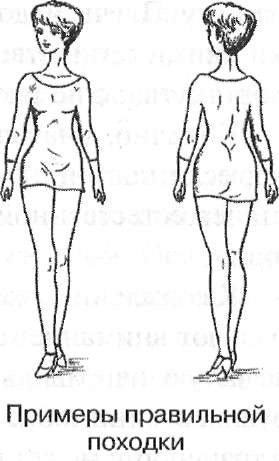 Примеры правильной
походки